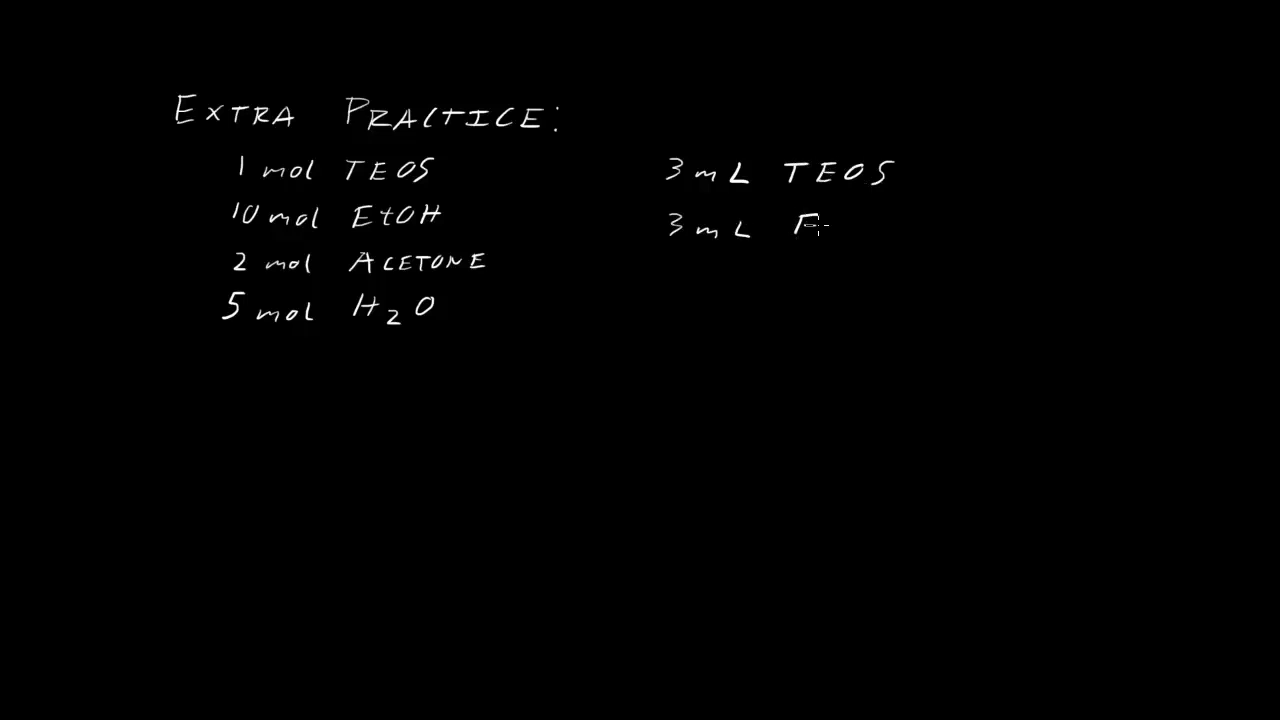 EXTRA PRACTICE:
1 mol TEOS
10 mol EtOH
2 mol ACETONE
5 mol H2O
3 mL TEOS
3 mL